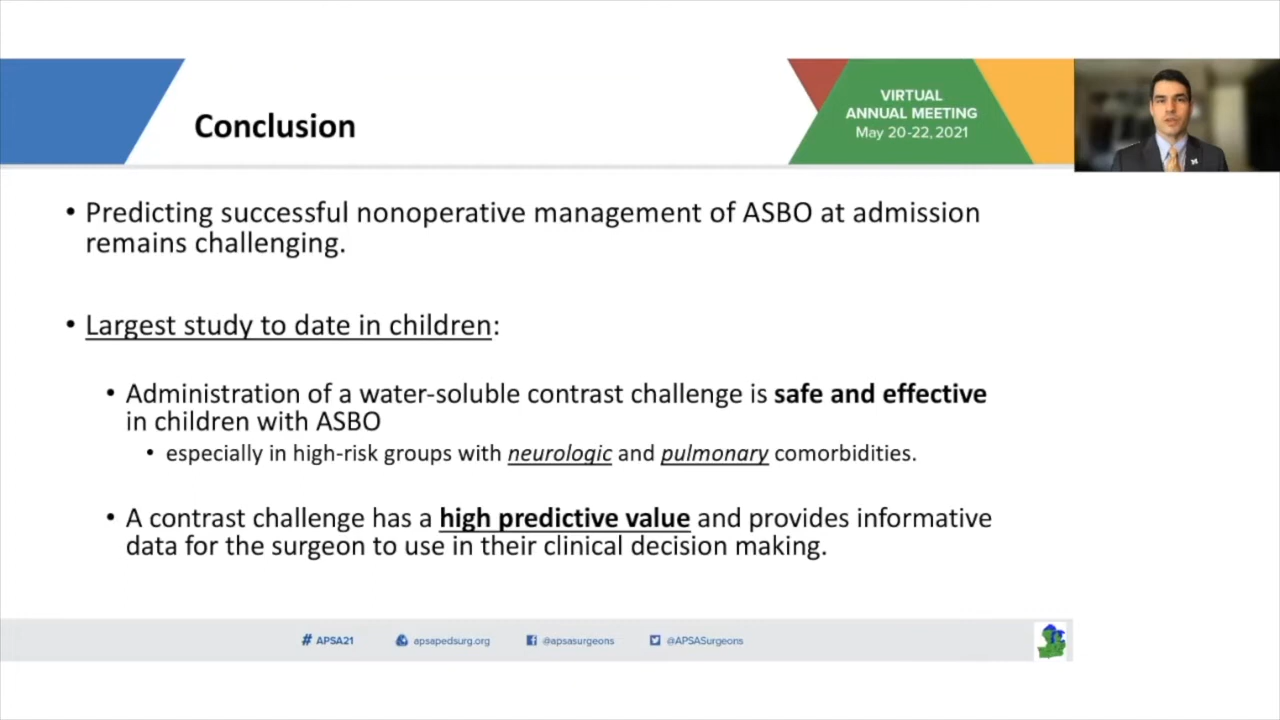 VIRTUAL
ANNUAL MEETING
May 20-22, 2021
Conclusion
• Predicting successful nonoperative management of ASBO at admission
remains challenging.
• Largest study to date in children:
• Administration of a water-soluble contrast challenge is safe and effective
in children with ASBO
• especially in high-risk groups with neurologic and pulmonary comorbidities.
• A contrast challenge has a high predictive value and provides informative
data for the surgeon to use in their clinical decision making.
# APSA21 apsapedsurg.org @apsasurgeons @APSASurgeons